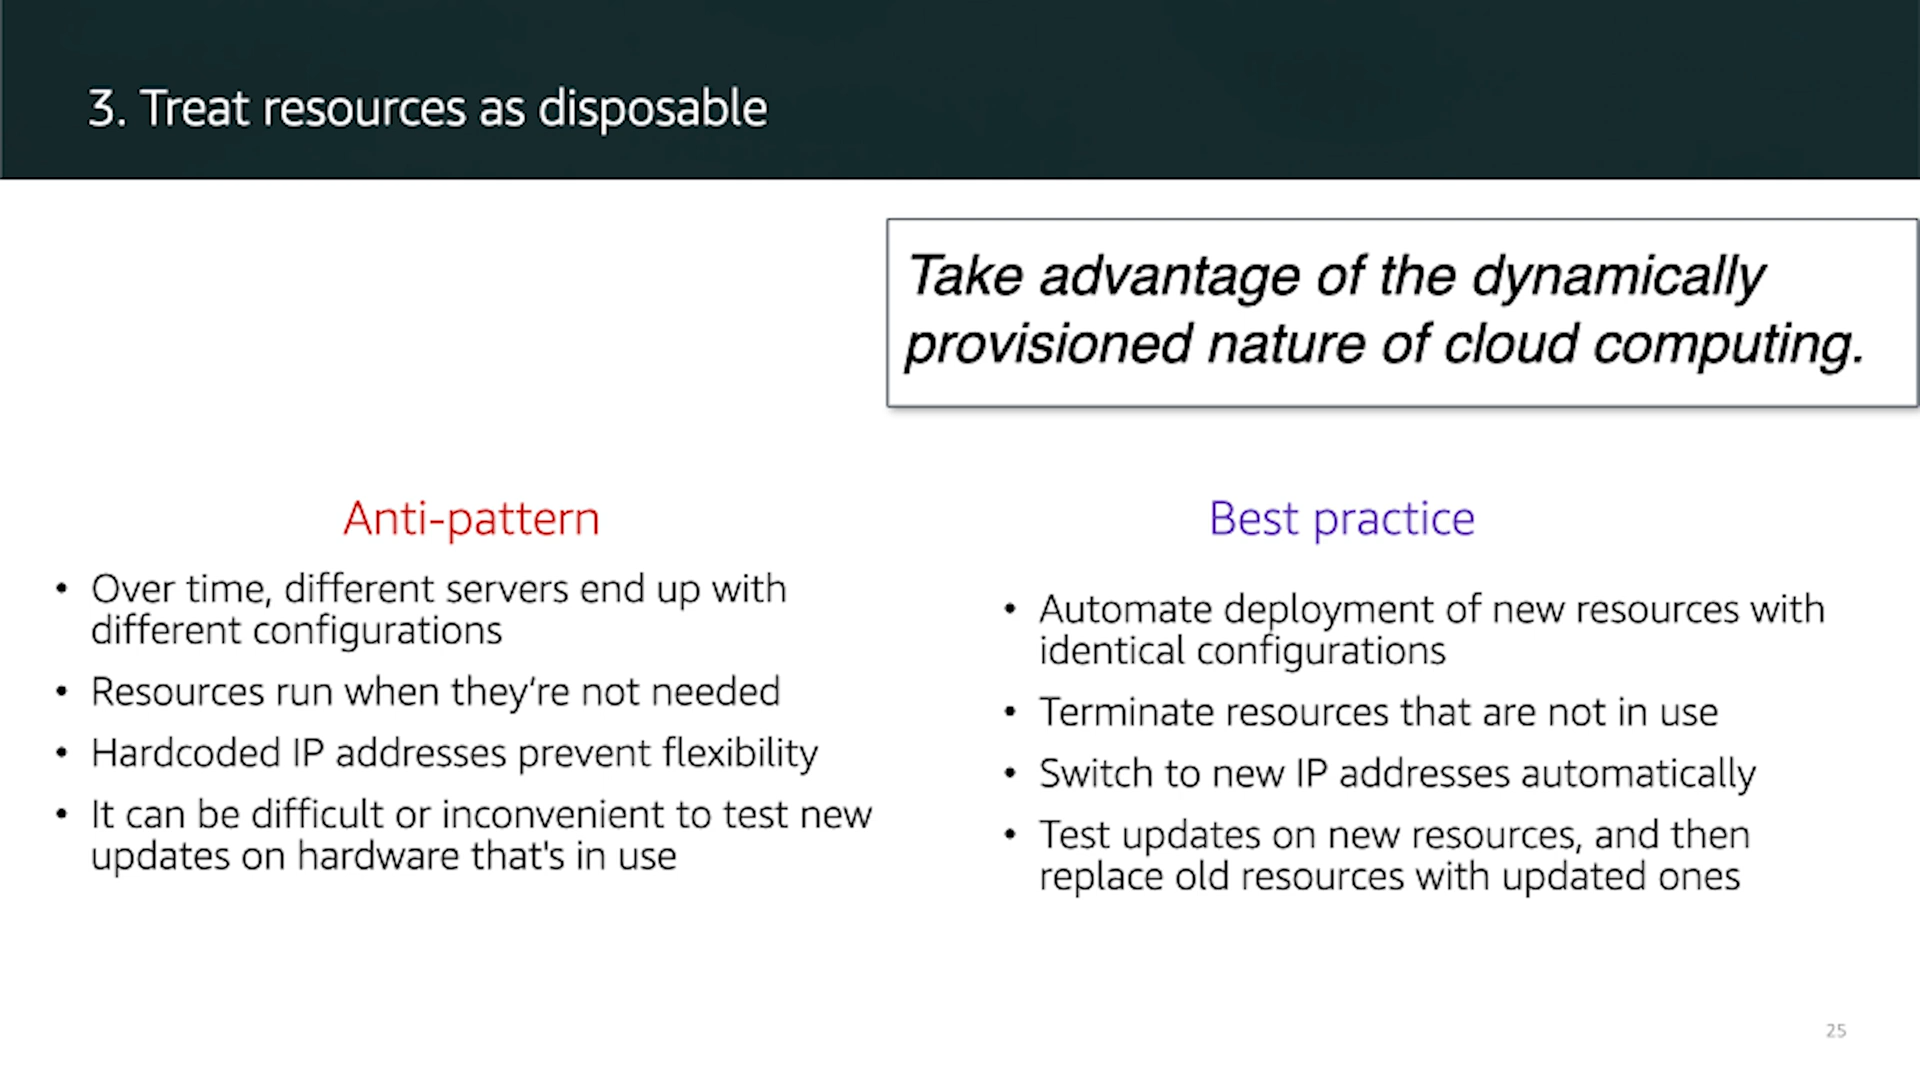 3. Treat resources as disposable
Take advantage of the dynamically
provisioned nature of cloud computing.
Anti-pattern
• Over time, different servers end up with
different configurations
• Resources run when they’re not needed
• Hardcoded IP addresses prevent flexibility
• It can be difficult or inconvenient to test new
updates on hardware that's in use
Best practice
• Automate deployment of new resources with
identical configurations
• Terminate resources that are not in use
• Switch to new IP addresses automatically
• Test updates on new resources, and then
replace old resources with updated ones
25